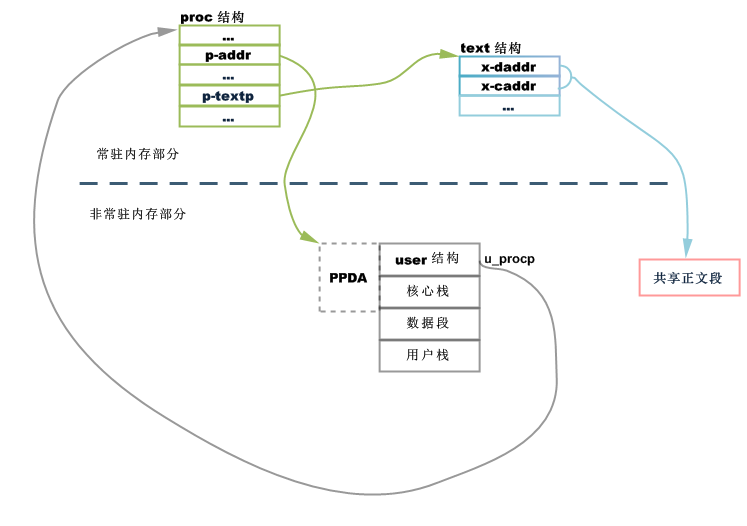 proc 结构
...
p-addr
...
p-textp
...
text 结构
x-daddr
x-caddr
...
常驻内存部分
非常驻内存部分
PPDA
user 结构
u_procp
核心栈
数据段
用户栈
共享正文段